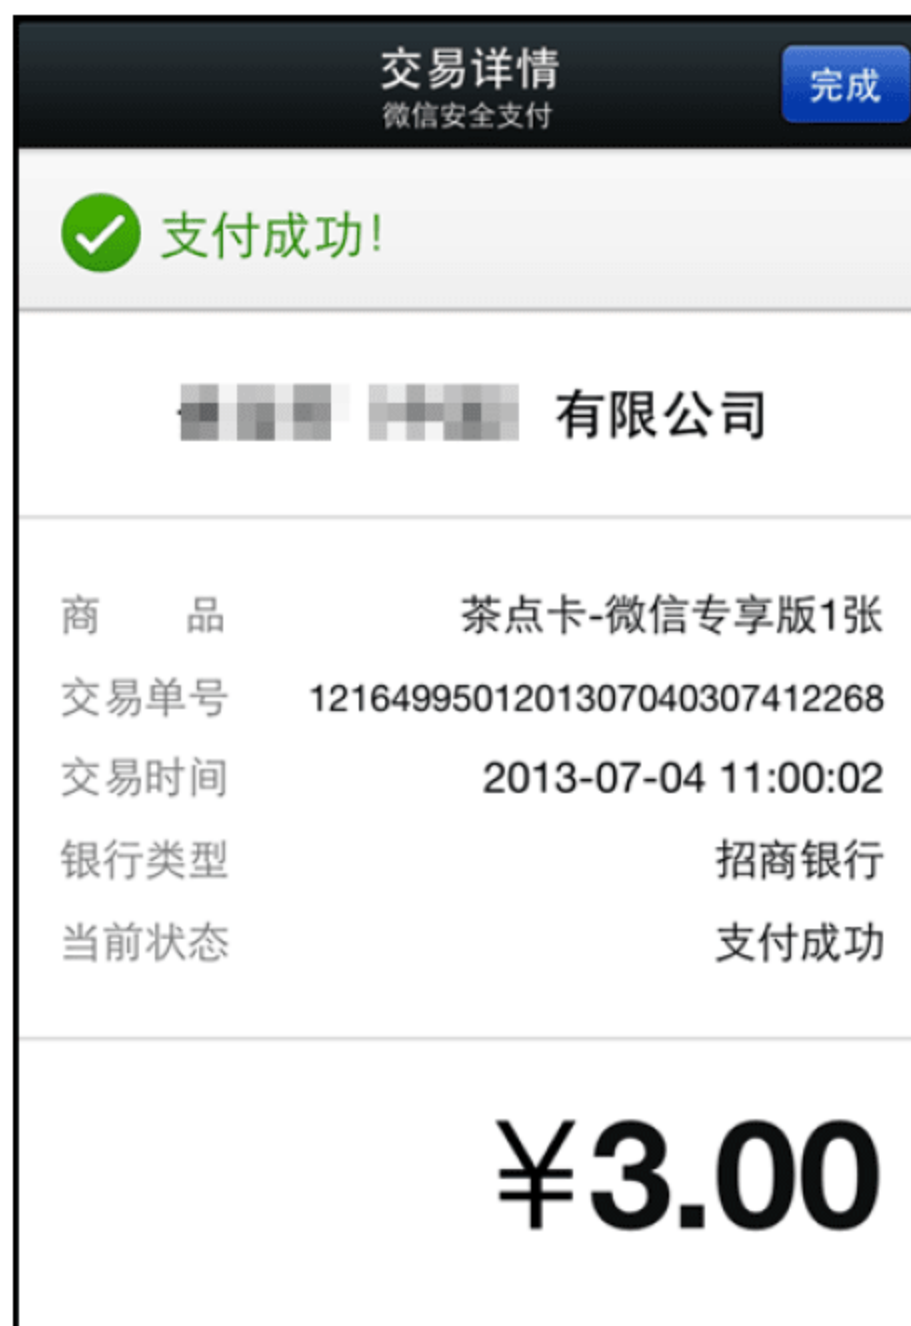 交易详情
微信安全支付
完成
支付成功!
有限公司
商 品 茶点卡-微信专享版1张
交易单号 1216499501201307040307412268
交易时间 2013-07-04 11:00:02
银行类型 招商银行
当前状态 支付成功
¥3.00